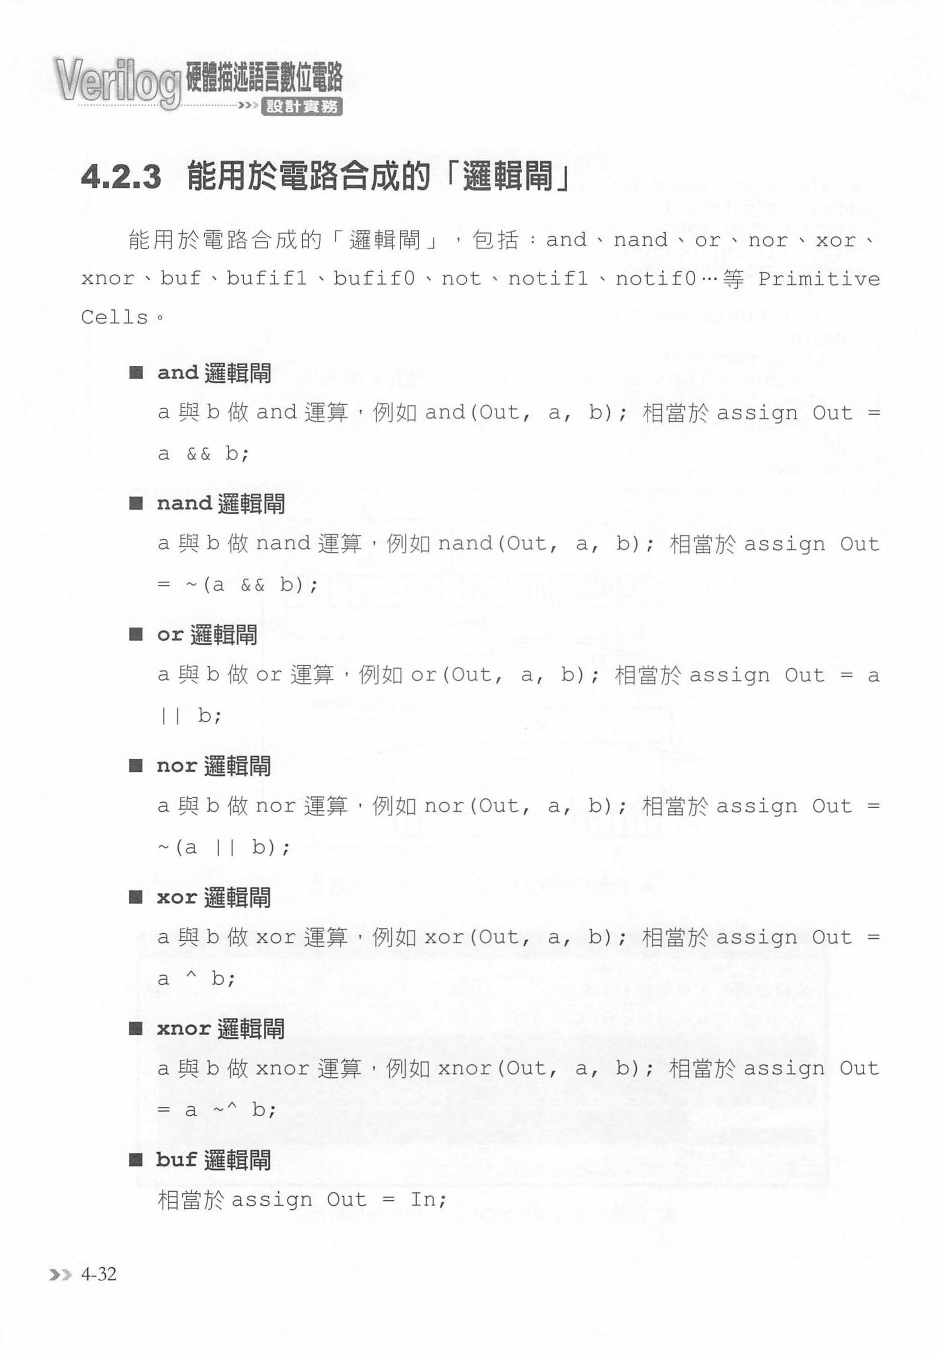 Verilog 硬體描述語言數位電路
設計實務
4.2.3 能用於電路合成的「邏輯閘」
能用於電路合成的「邏輯閘」，包括：and、nand、or、nor、xor、
xnor、buf、bufif1、bufif0、not、notif1、notif0…等 Primitive
Cells。
■ and 邏輯閘
a 與 b 做 and 運算，例如 and(Out, a, b); 相當於 assign Out =
a && b;
■ nand 邏輯閘
a 與 b 做 nand 運算，例如 nand(Out, a, b); 相當於 assign Out
= ~(a && b);
■ or 邏輯閘
a 與 b 做 or 運算，例如 or(Out, a, b); 相當於 assign Out = a
|| b;
■ nor 邏輯閘
a 與 b 做 nor 運算，例如 nor(Out, a, b); 相當於 assign Out =
~(a || b);
■ xor 邏輯閘
a 與 b 做 xor 運算，例如 xor(Out, a, b); 相當於 assign Out =
a ^ b;
■ xnor 邏輯閘
a 與 b 做 xnor 運算，例如 xnor(Out, a, b); 相當於 assign Out
= a ~^ b;
■ buf 邏輯閘
相當於 assign Out = In;
4-32